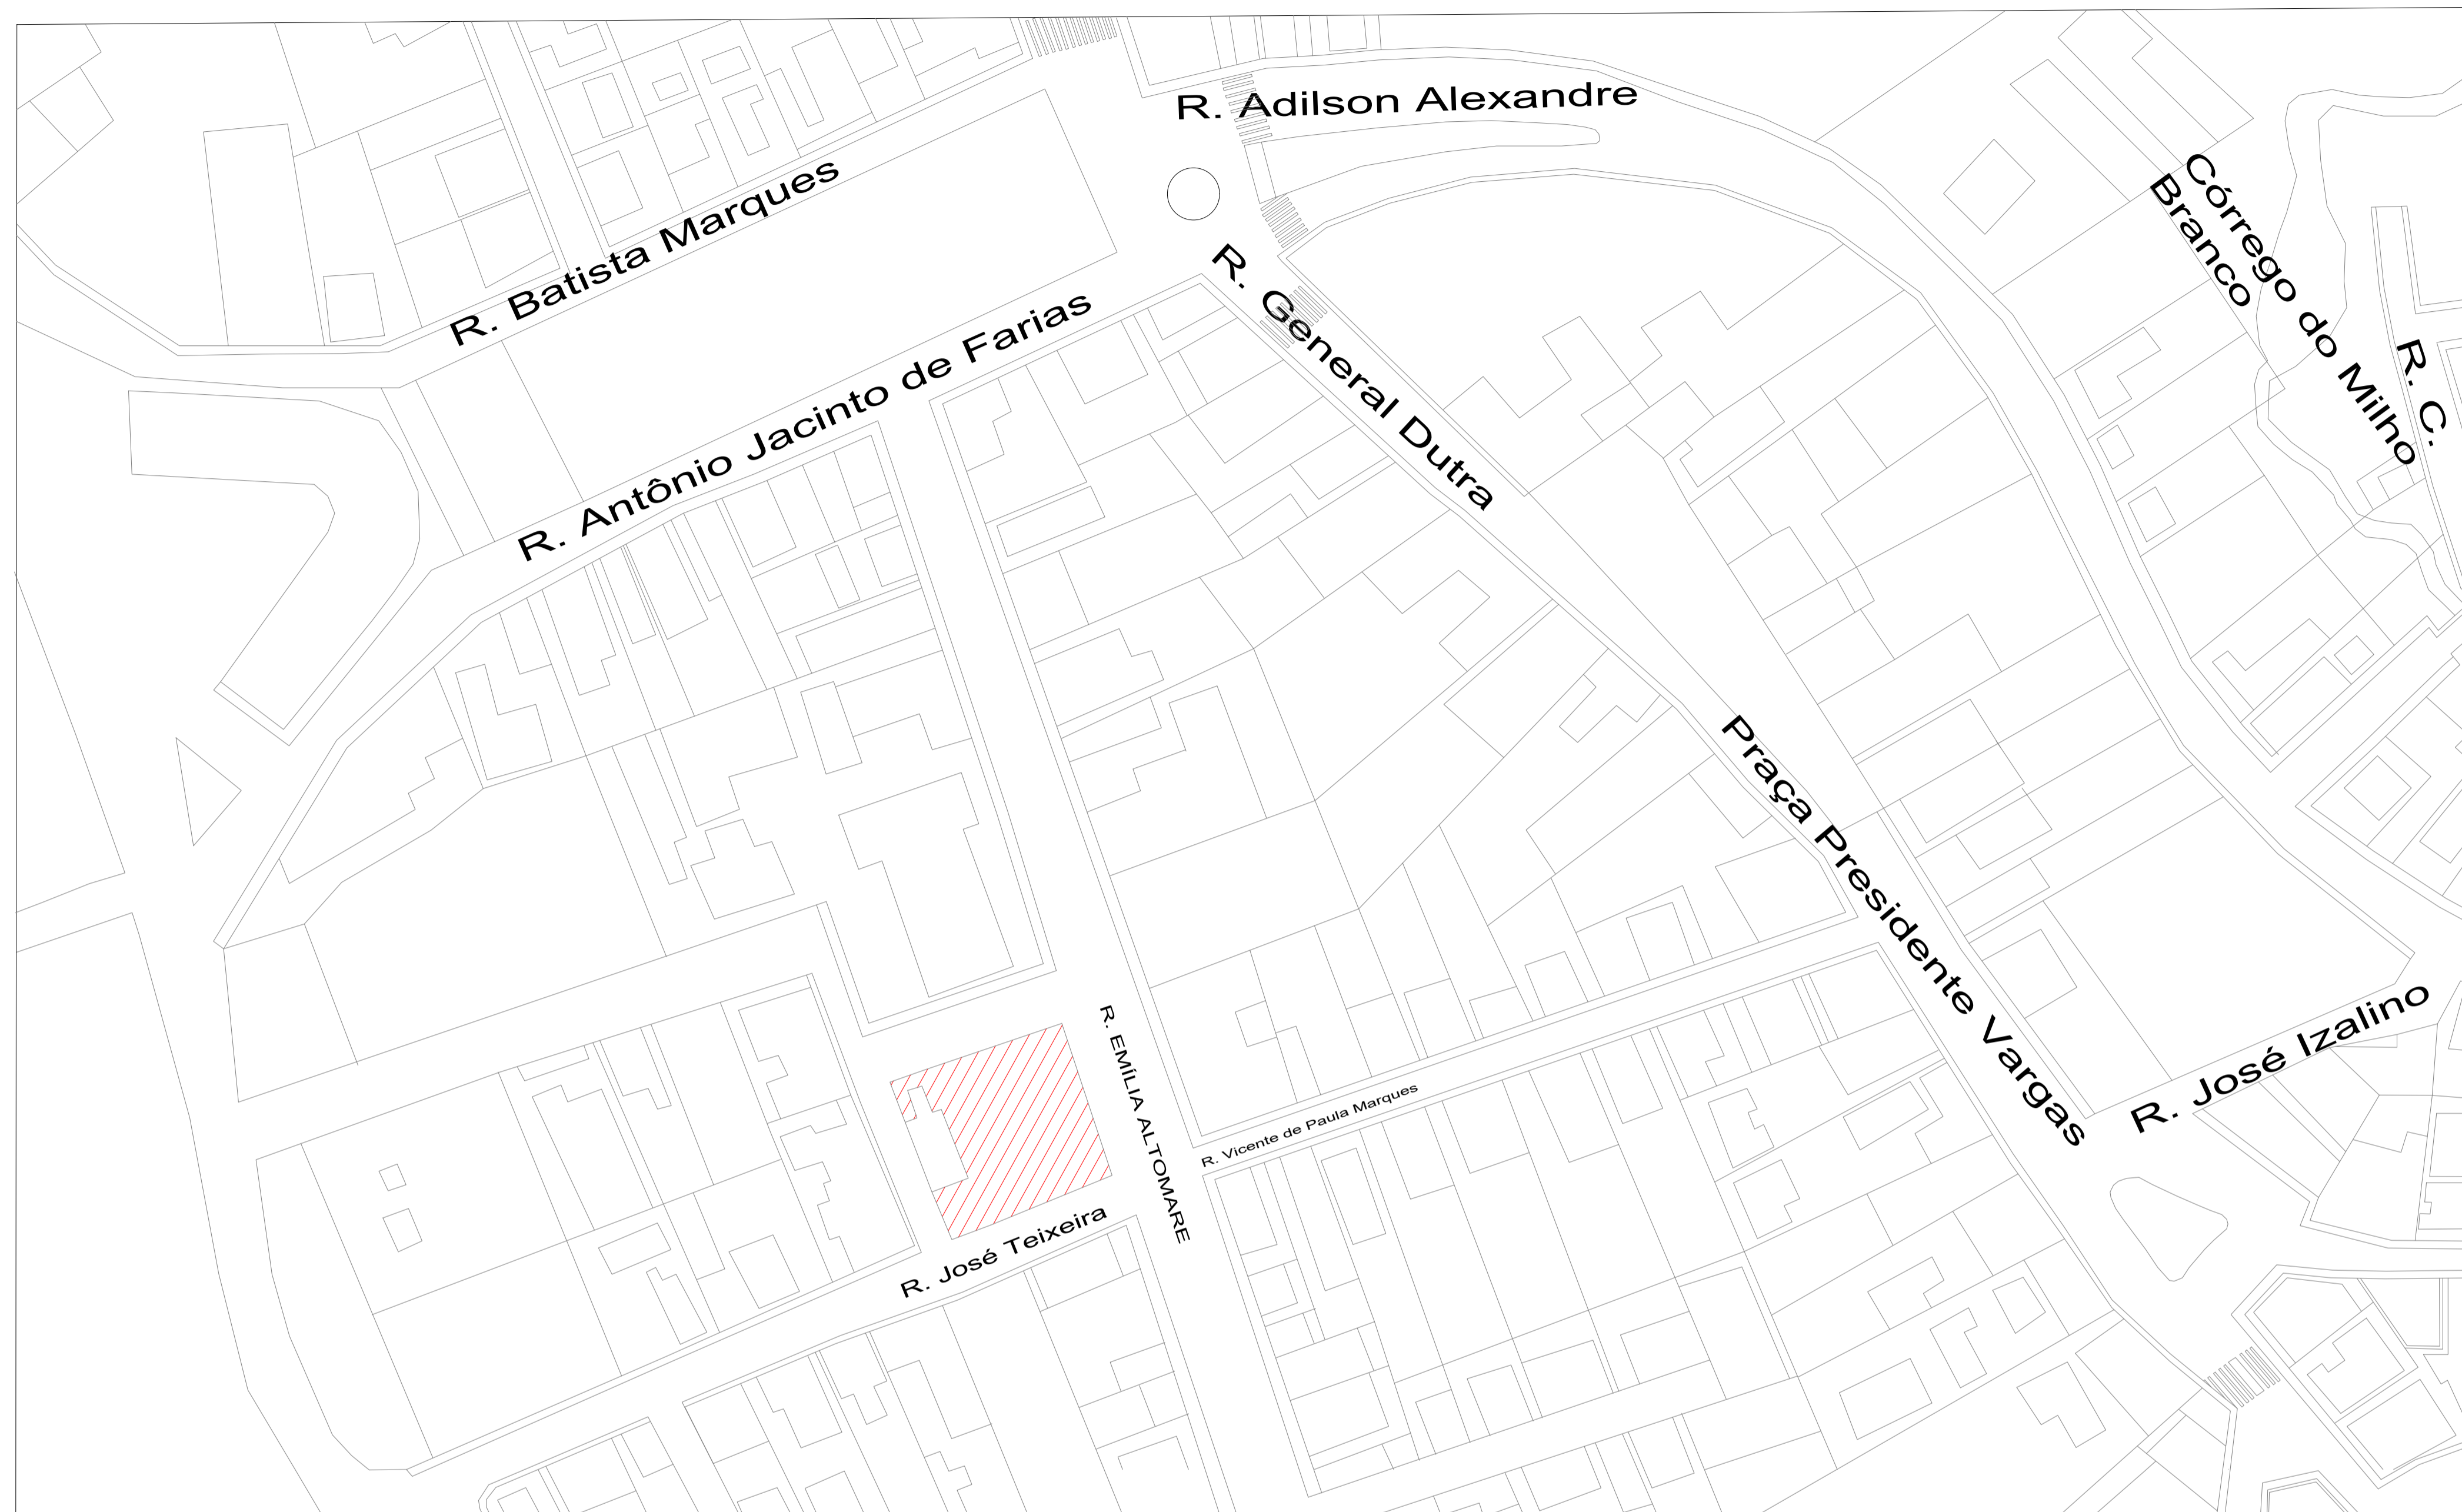 R. Adilson Alexandre
R. Batista Marques
Córrego do Milho
Branco
R. General Dutra
R. Antônio Jacinto de Farias
R. C.
Praça Presidente Vargas
R. José Izalino
R. EMÍLIA ALTOMARE
R. Vicente de Paula Marques
R. José Teixeira